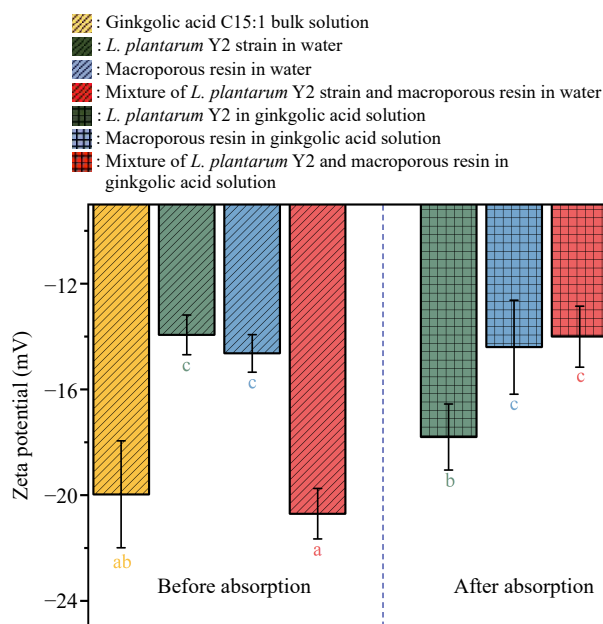 : Ginkgolic acid C15:1 bulk solution
: L. plantarum Y2 strain in water
: Macroporous resin in water
: Mixture of L. plantarum Y2 strain and macroporous resin in water
: L. plantarum Y2 in ginkgolic acid solution
: Macroporous resin in ginkgolic acid solution
: Mixture of L. plantarum Y2 and macroporous resin in
ginkgolic acid solution
Zeta potential (mV)
−12
−16
−20
−24
c
c
c
c
b
ab
a
Before absorption
After absorption